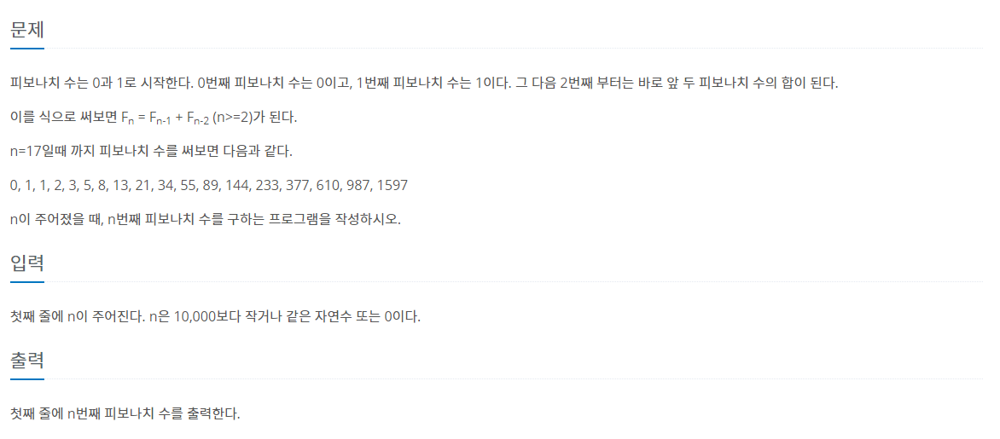 문제
피보나치 수는 0과 1로 시작한다. 0번째 피보나치 수는 0이고, 1번째 피보나치 수는 1이다. 그 다음 2번째 부터는 바로 앞 두 피보나치 수의 합이 된다.
이를 식으로 써보면 Fn = Fn-1 + Fn-2 (n>=2)가 된다.
n=17일때 까지 피보나치 수를 써보면 다음과 같다.
0, 1, 1, 2, 3, 5, 8, 13, 21, 34, 55, 89, 144, 233, 377, 610, 987, 1597
n이 주어졌을 때, n번째 피보나치 수를 구하는 프로그램을 작성하시오.
입력
첫째 줄에 n이 주어진다. n은 10,000보다 작거나 같은 자연수 또는 0이다.
출력
첫째 줄에 n번째 피보나치 수를 출력한다.